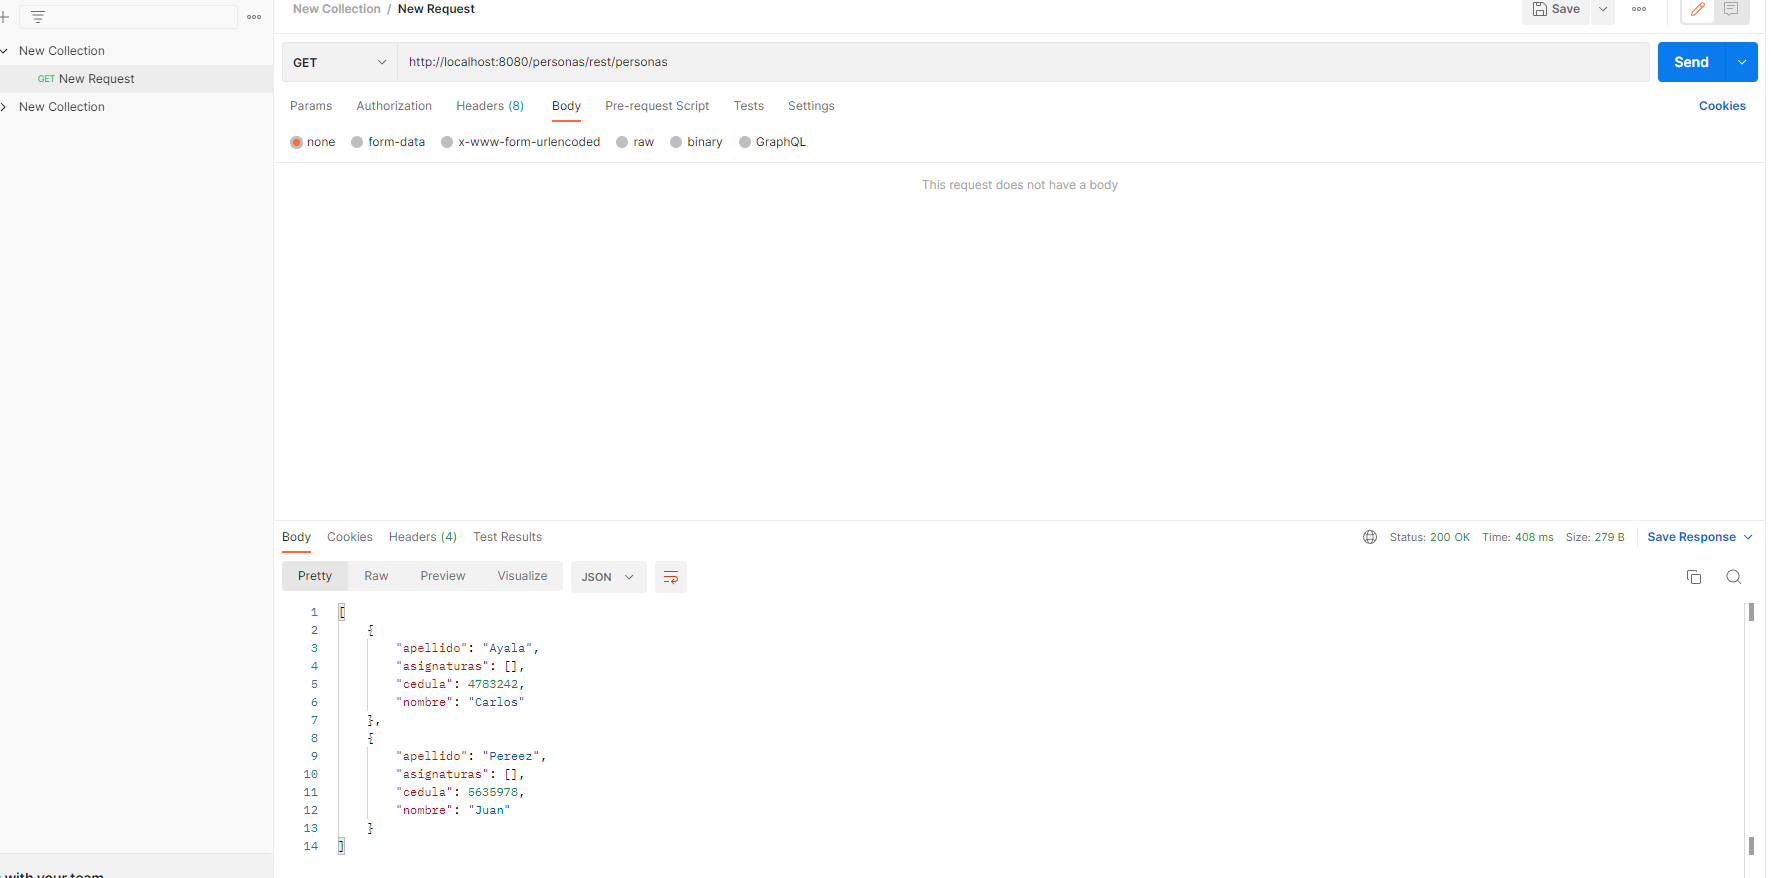 New Collection / New Request
Save
New Collection
GET New Request
New Collection
GET http://localhost:8080/personas/rest/personas Send
Params Authorization Headers (8) Body Pre-request Script Tests Settings Cookies
none form-data x-www-form-urlencoded raw binary GraphQL
This request does not have a body
Body Cookies Headers (4) Test Results Status: 200 OK Time: 408 ms Size: 279 B Save Response
Pretty Raw Preview Visualize JSON
1 [
2 {
3 "apellido": "Ayala",
4 "asignaturas": [],
5 "cedula": 4783242,
6 "nombre": "Carlos"
7 },
8 {
9 "apellido": "Pereez",
10 "asignaturas": [],
11 "cedula": 5635978,
12 "nombre": "Juan"
13 }
14 ]
with your team